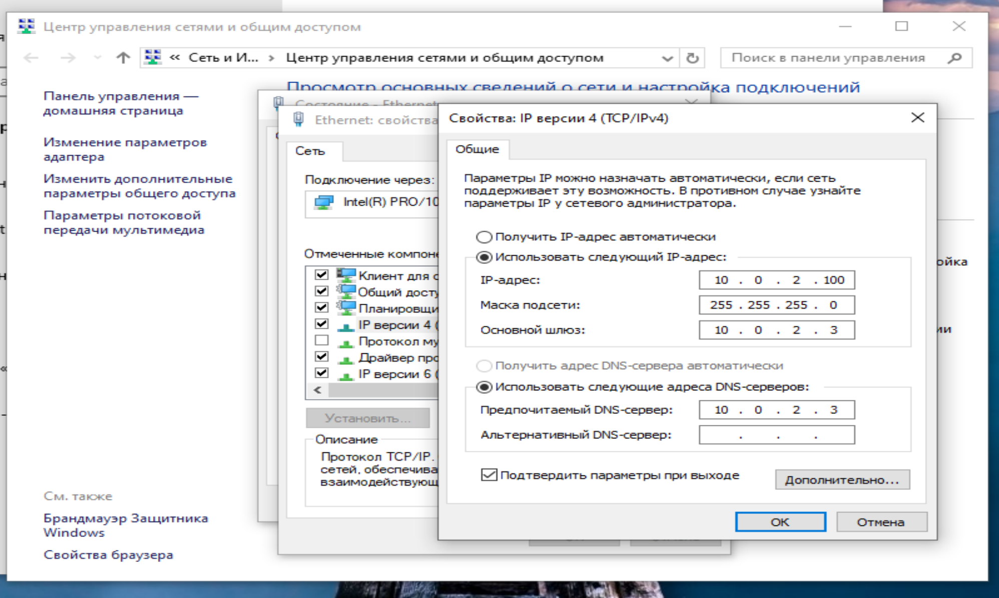 Центр управления сетями и общим доступом
« Сеть и И... › Центр управления сетями и общим доступом
Поиск в панели управления
Панель управления —
домашняя страница
Изменение параметров
адаптера
Изменить дополнительные
параметры общего доступа
Параметры потоковой
передачи мультимедиа
См. также
Брандмауэр Защитника
Windows
Свойства браузера
Просмотр основных сведений о сети и настройка подключений
Состояние - Ethernet
Ethernet: свойства
Сеть
Подключение через:
Intel(R) PRO/10
Отмеченные компоне
Клиент для с
Общий досту
Планировщи
IP версии 4 (
Протокол му
Драйвер про
IP версии 6 (
Установить...
Описание
Протокол TCP/IP.
сетей, обеспечива
взаимодействующ
Свойства: IP версии 4 (TCP/IPv4)
Общие
Параметры IP можно назначать автоматически, если сеть
поддерживает эту возможность. В противном случае узнайте
параметры IP у сетевого администратора.
Получить IP-адрес автоматически
Использовать следующий IP-адрес:
IP-адрес: 10 . 0 . 2 . 100
Маска подсети: 255 . 255 . 255 . 0
Основной шлюз: 10 . 0 . 2 . 3
Получить адрес DNS-сервера автоматически
Использовать следующие адреса DNS-серверов:
Предпочитаемый DNS-сервер: 10 . 0 . 2 . 3
Альтернативный DNS-сервер: . . .
Подтвердить параметры при выходе
Дополнительно...
ОК
Отмена
ойка
ии